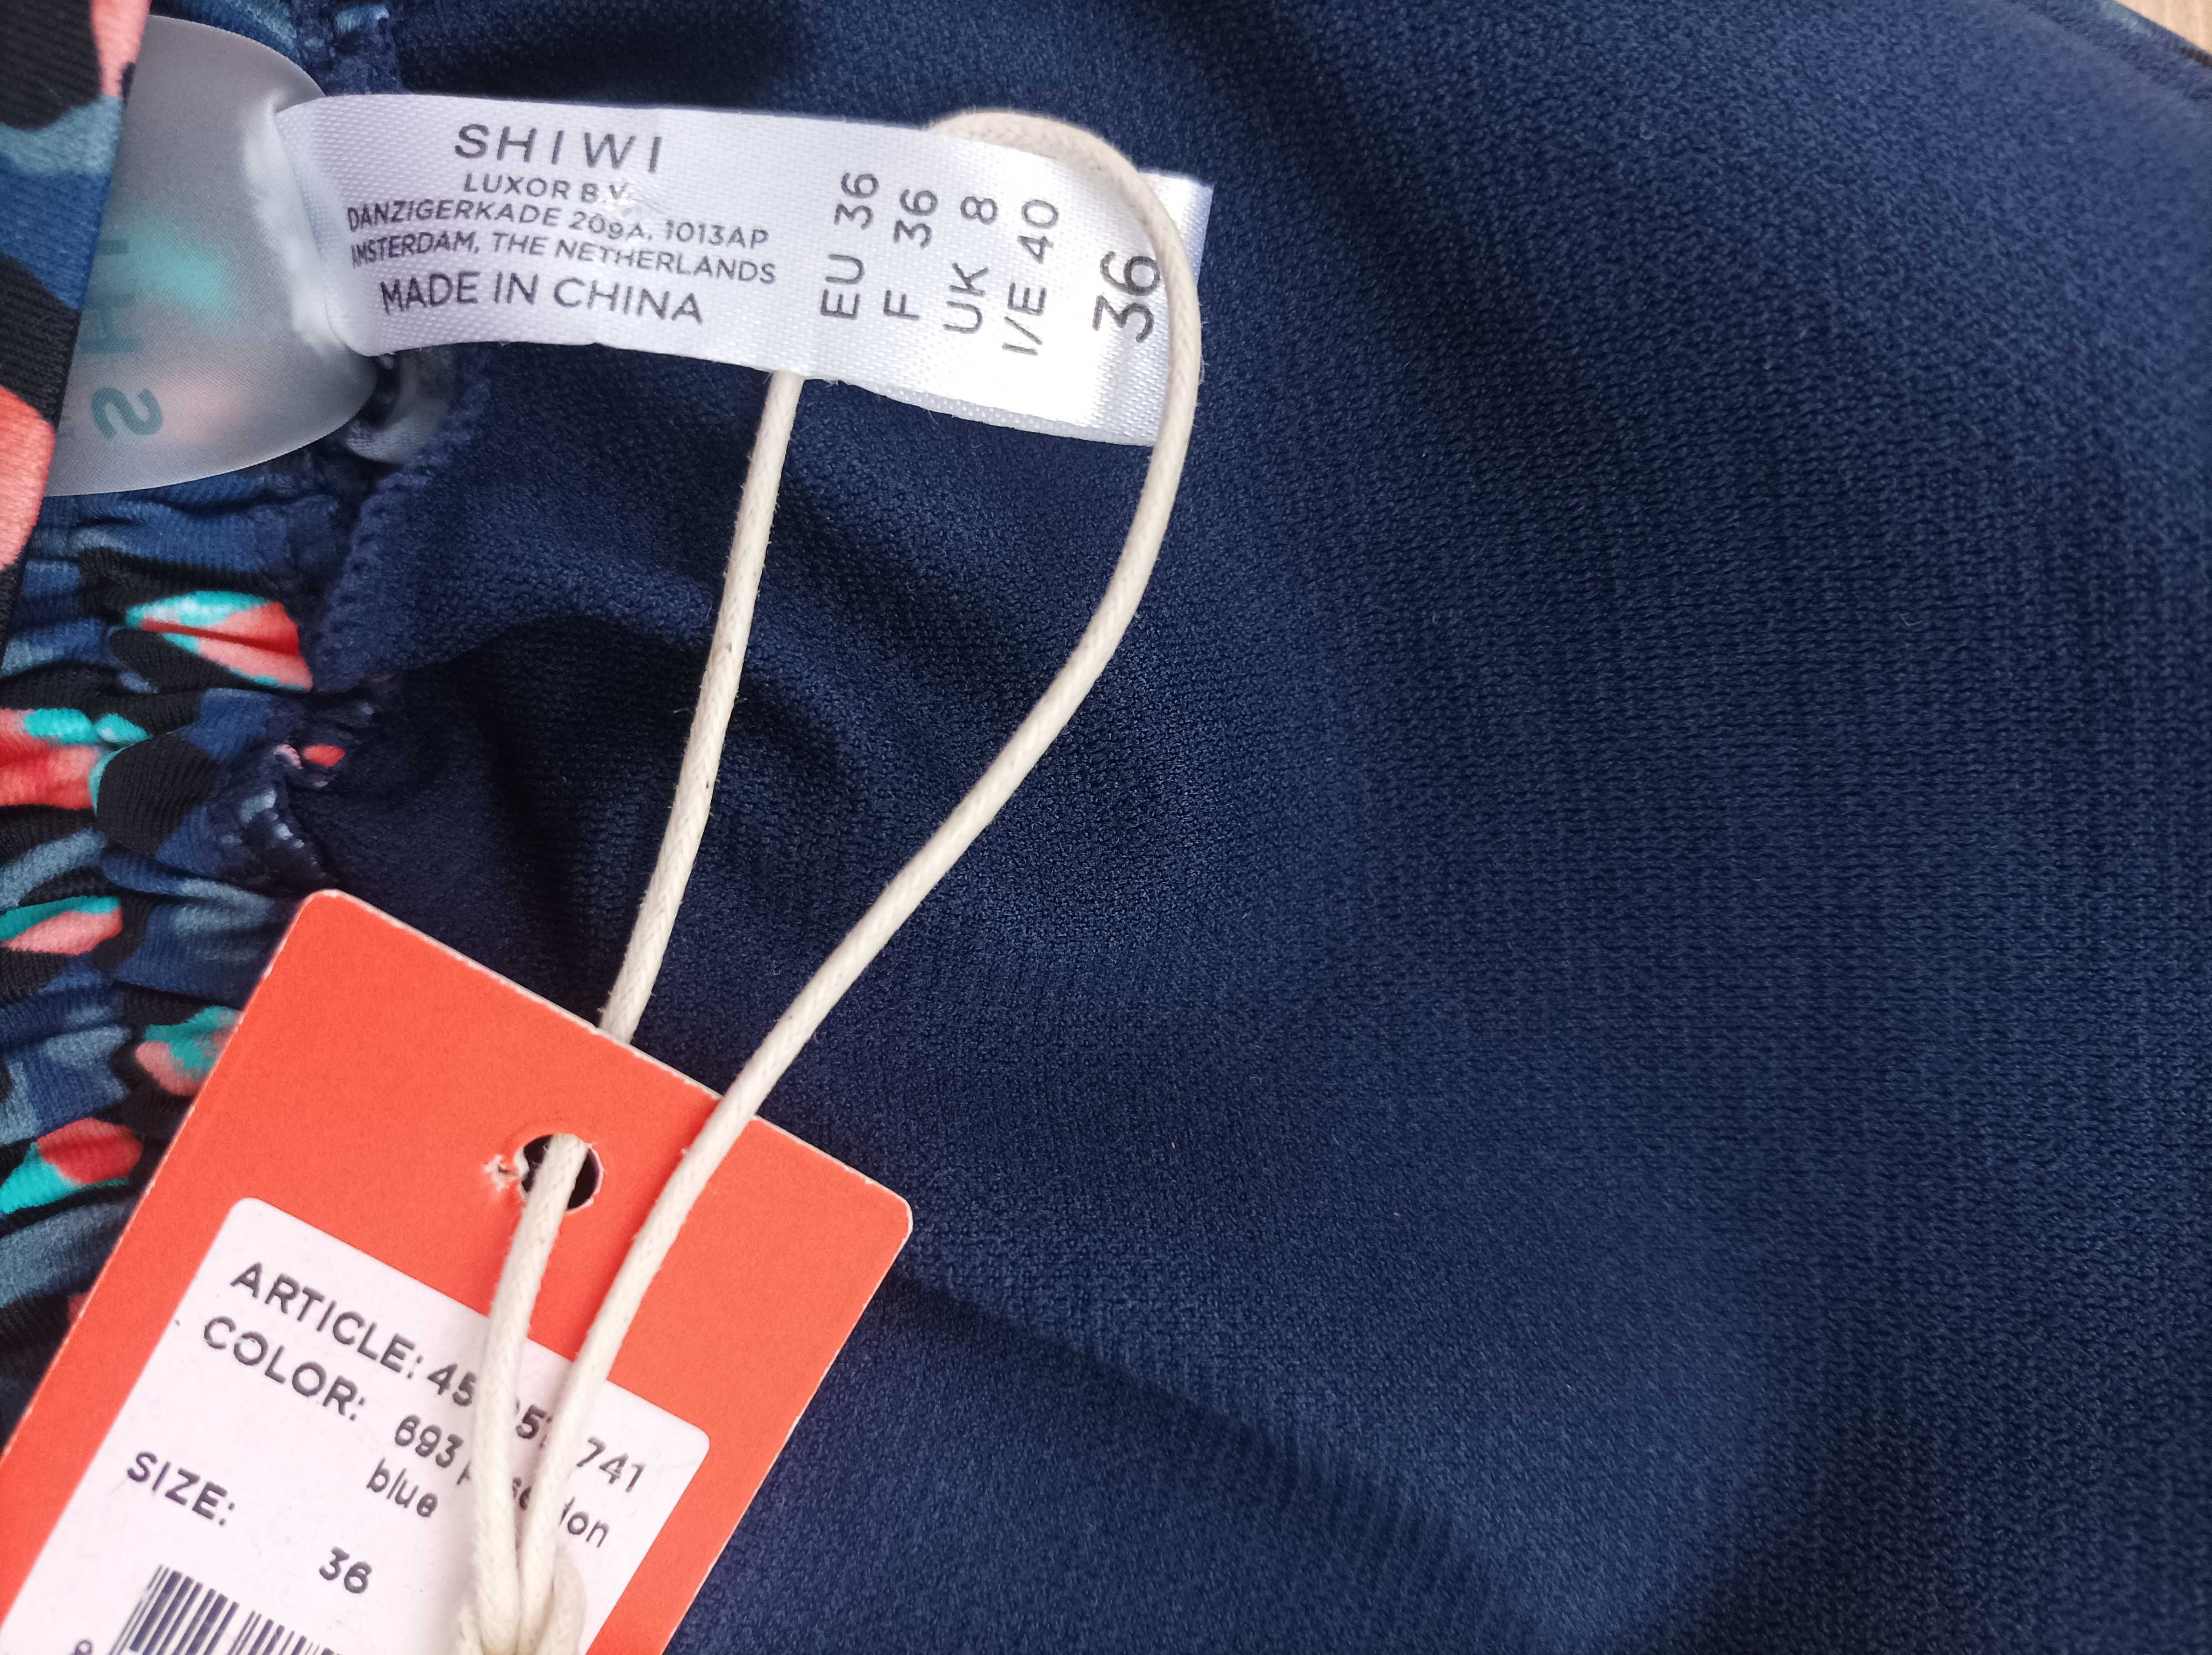 SHIWI
LUXOR B.V.
DANZIGERKADE 209A, 1013AP
AMSTERDAM, THE NETHERLANDS
MADE IN CHINA
EU 36
F 36
UK 8
I/E 40
36
ARTICLE:
COLOR: 693
blue
SIZE: 36